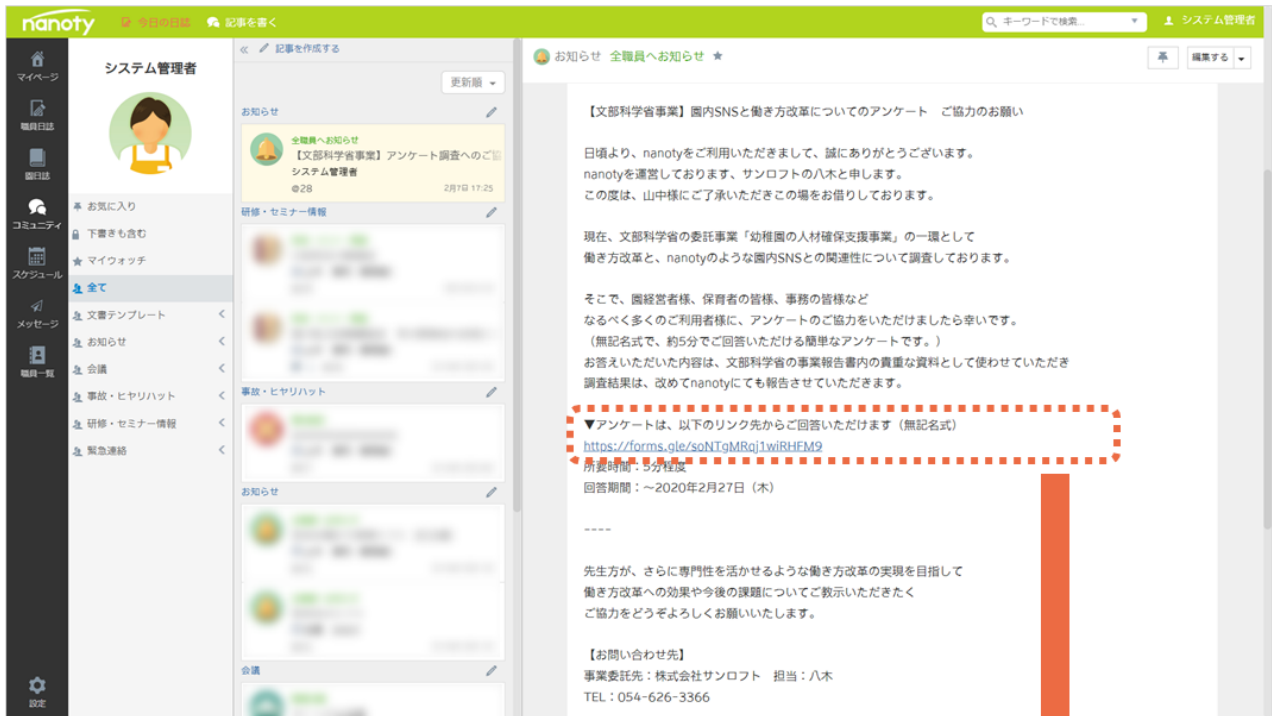 nanoty
今日の日誌
記事を書く
キーワードで検索...
システム管理者
マイページ
職員日誌
園日誌
コミュニティ
スケジュール
メッセージ
職員一覧
設定
システム管理者
お気に入り
下書きも含む
マイウォッチ
全て
文書テンプレート
お知らせ
会議
事故・ヒヤリハット
研修・セミナー情報
緊急連絡
記事を作成する
更新順
お知らせ
全職員へお知らせ
【文部科学省事業】アンケート調査へのご
システム管理者
@28
2月7日 17:25
研修・セミナー情報
事故・ヒヤリハット
お知らせ
会議
お知らせ 全職員へお知らせ ★
編集する
【文部科学省事業】園内SNSと働き方改革についてのアンケート　ご協力のお願い
日頃より、nanotyをご利用いただきまして、誠にありがとうございます。
nanotyを運営しております、サンロフトの八木と申します。
この度は、山中様にご了承いただきこの場をお借りしております。
現在、文部科学省の委託事業「幼稚園の人材確保支援事業」の一環として
働き方改革と、nanotyのような園内SNSとの関連性について調査しております。
そこで、園経営者様、保育者の皆様、事務の皆様など
なるべく多くのご利用者様に、アンケートのご協力をいただけましたら幸いです。
（無記名式で、約5分でご回答いただける簡単なアンケートです。）
お答えいただいた内容は、文部科学省の事業報告書内の貴重な資料として使わせていただき
調査結果は、改めてnanotyにても報告させていただきます。
▼アンケートは、以下のリンク先からご回答いただけます（無記名式）
https://forms.gle/soNTgMRqj1wiRHFM9
所要時間：5分程度
回答期間：～2020年2月27日（木）
----
先生方が、さらに専門性を活かせるような働き方改革の実現を目指して
働き方改革への効果や今後の課題についてご教示いただきたく
ご協力をどうぞよろしくお願いいたします。
【お問い合わせ先】
事業委託先：株式会社サンロフト　担当：八木
TEL：054-626-3366